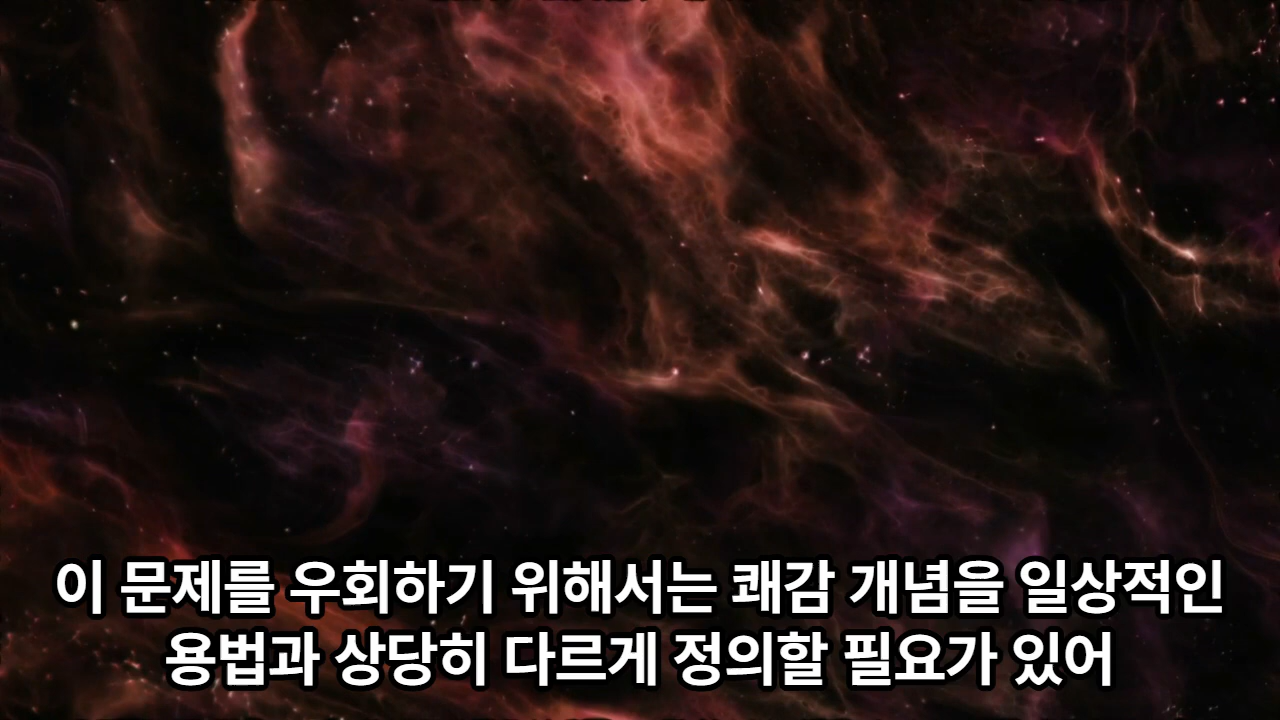 이 문제를 우회하기 위해서는 쾌감 개념을 일상적인
용법과 상당히 다르게 정의할 필요가 있어